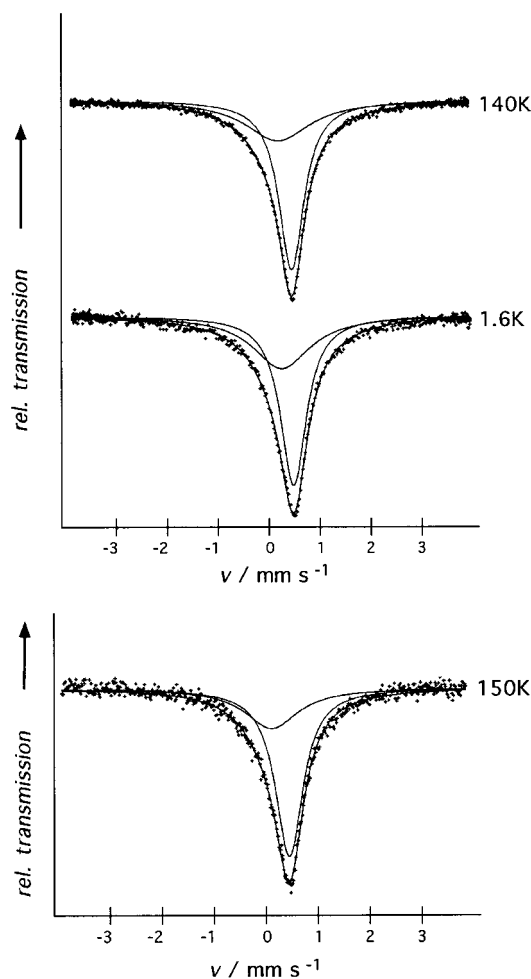 140K
rel. transmission
1.6K
-3 -2 -1 0 1 2 3
v / mm s⁻¹
150K
rel. transmission
-3 -2 -1 0 1 2 3
v / mm s⁻¹